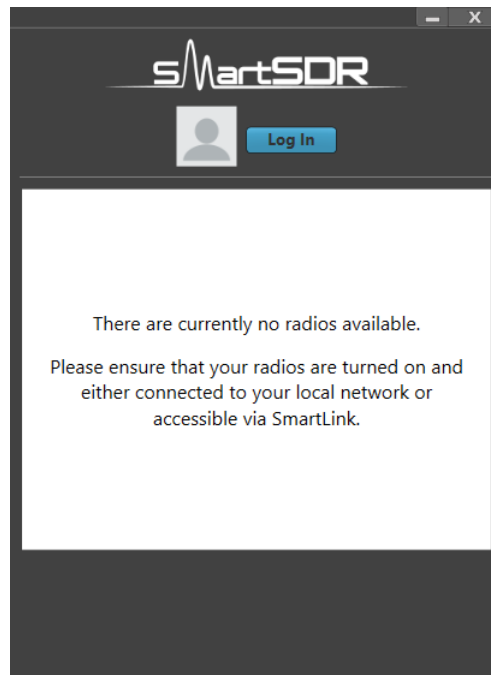 smartSDR
Log In
There are currently no radios available.
Please ensure that your radios are turned on and
either connected to your local network or
accessible via SmartLink.